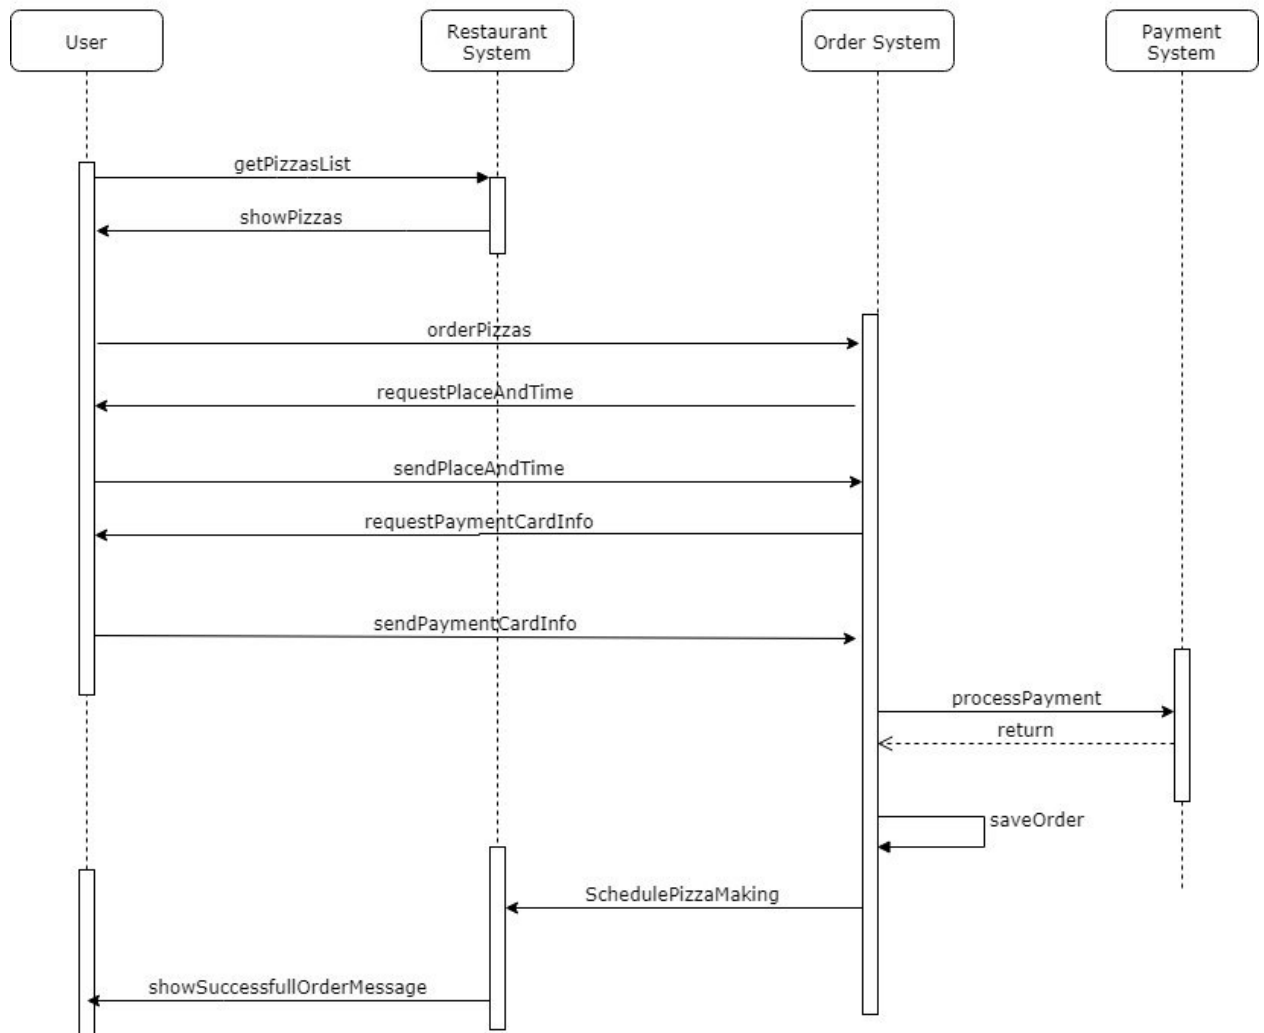 User
Restaurant
System
Order System
Payment
System
getPizzasList
showPizzas
orderPizzas
requestPlaceAndTime
sendPlaceAndTime
requestPaymentCardInfo
sendPaymentCardInfo
processPayment
return
saveOrder
SchedulePizzaMaking
showSuccessfullOrderMessage